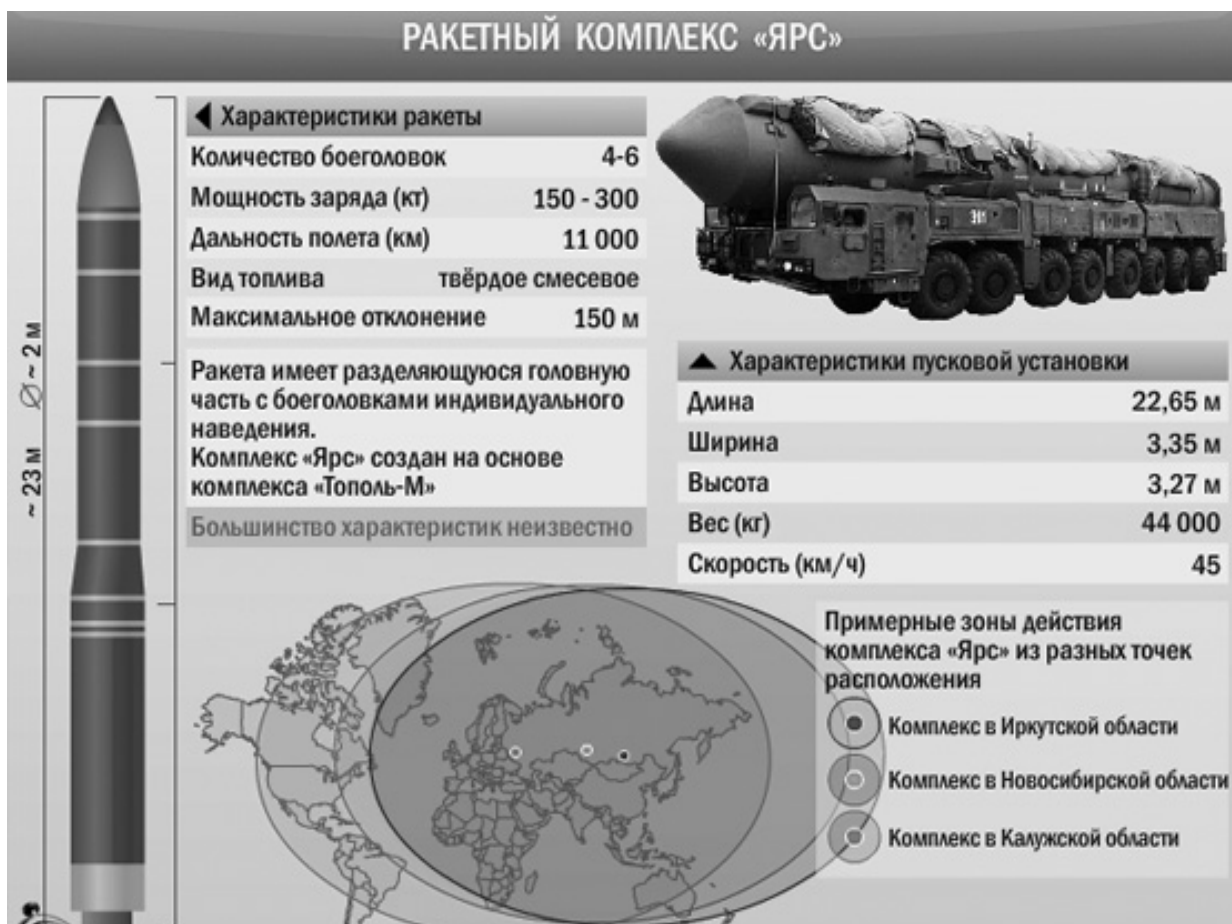 РАКЕТНЫЙ КОМПЛЕКС «ЯРС»
Характеристики ракеты
Количество боеголовок 4-6
Мощность заряда (кт) 150 - 300
Дальность полета (км) 11 000
Вид топлива твёрдое смесевое
Максимальное отклонение 150 м
Ракета имеет разделяющуюся головную
часть с боеголовками индивидуального
наведения.
Комплекс «Ярс» создан на основе
комплекса «Тополь-М»
Большинство характеристик неизвестно
∅ ~ 2 м
~ 23 м
Характеристики пусковой установки
Длина 22,65 м
Ширина 3,35 м
Высота 3,27 м
Вес (кг) 44 000
Скорость (км/ч) 45
Примерные зоны действия
комплекса «Ярс» из разных точек
расположения
Комплекс в Иркутской области
Комплекс в Новосибирской области
Комплекс в Калужской области